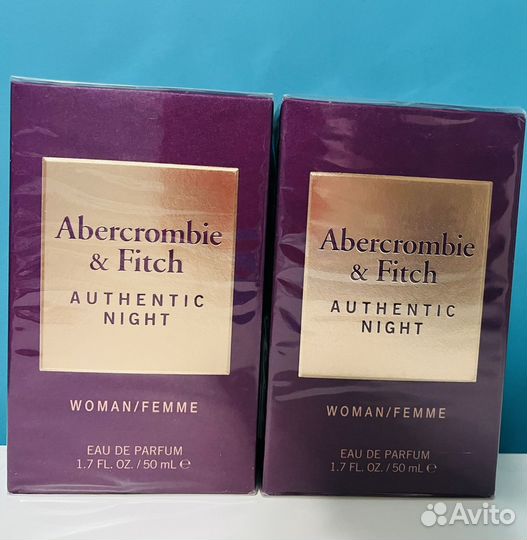 Abercrombie
& Fitch
AUTHENTIC
NIGHT
WOMAN/FEMME
EAU DE PARFUM
1.7 FL. OZ. / 50 mL ℮
Abercrombie
& Fitch
AUTHENTIC
NIGHT
WOMAN/FEMME
EAU DE PARFUM
1.7 FL. OZ. / 50 mL ℮
Avito